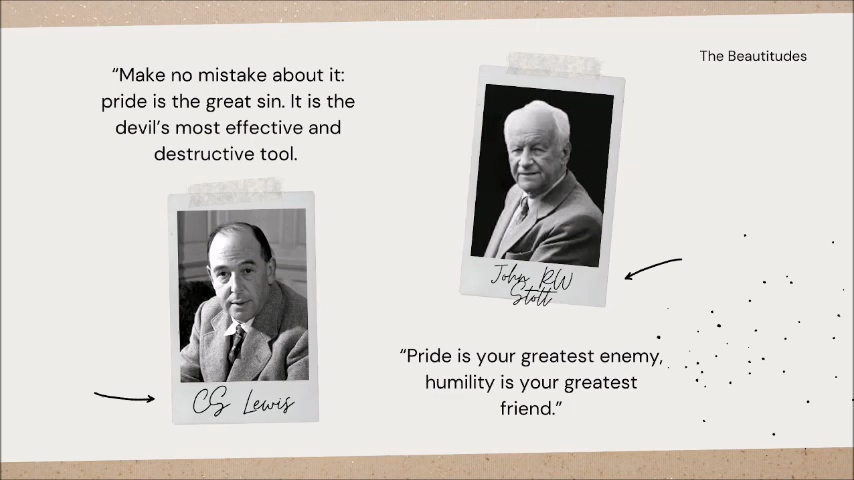 The Beautitudes
“Make no mistake about it:
pride is the great sin. It is the
devil’s most effective and
destructive tool.
CS Lewis
John RW
Stott
“Pride is your greatest enemy,
humility is your greatest
friend.”